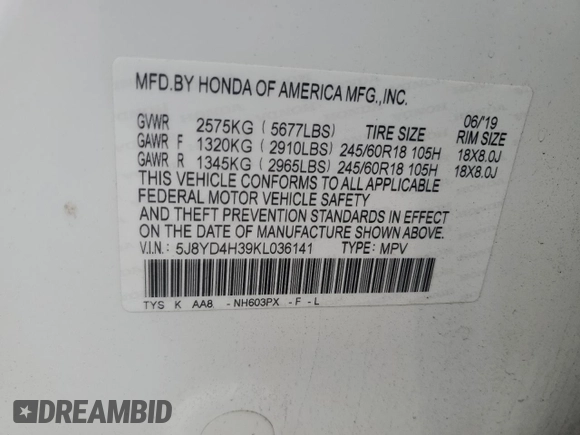 MFD.BY HONDA OF AMERICA MFG.,INC.
06/'19
GVWR 2575KG ( 5677LBS) TIRE SIZE RIM SIZE
GAWR F 1320KG ( 2910LBS) 245/60R18 105H 18X8.0J
GAWR R 1345KG ( 2965LBS) 245/60R18 105H 18X8.0J
THIS VEHICLE CONFORMS TO ALL APPLICABLE
FEDERAL MOTOR VEHICLE SAFETY
AND THEFT PREVENTION STANDARDS IN EFFECT
ON THE DATE OF MANUFACTURE SHOWN ABOVE.
V.I.N.: 5J8YD4H39KL036141 TYPE: MPV
TYS K AA8 - NH603PX - F - L
DREAMBID